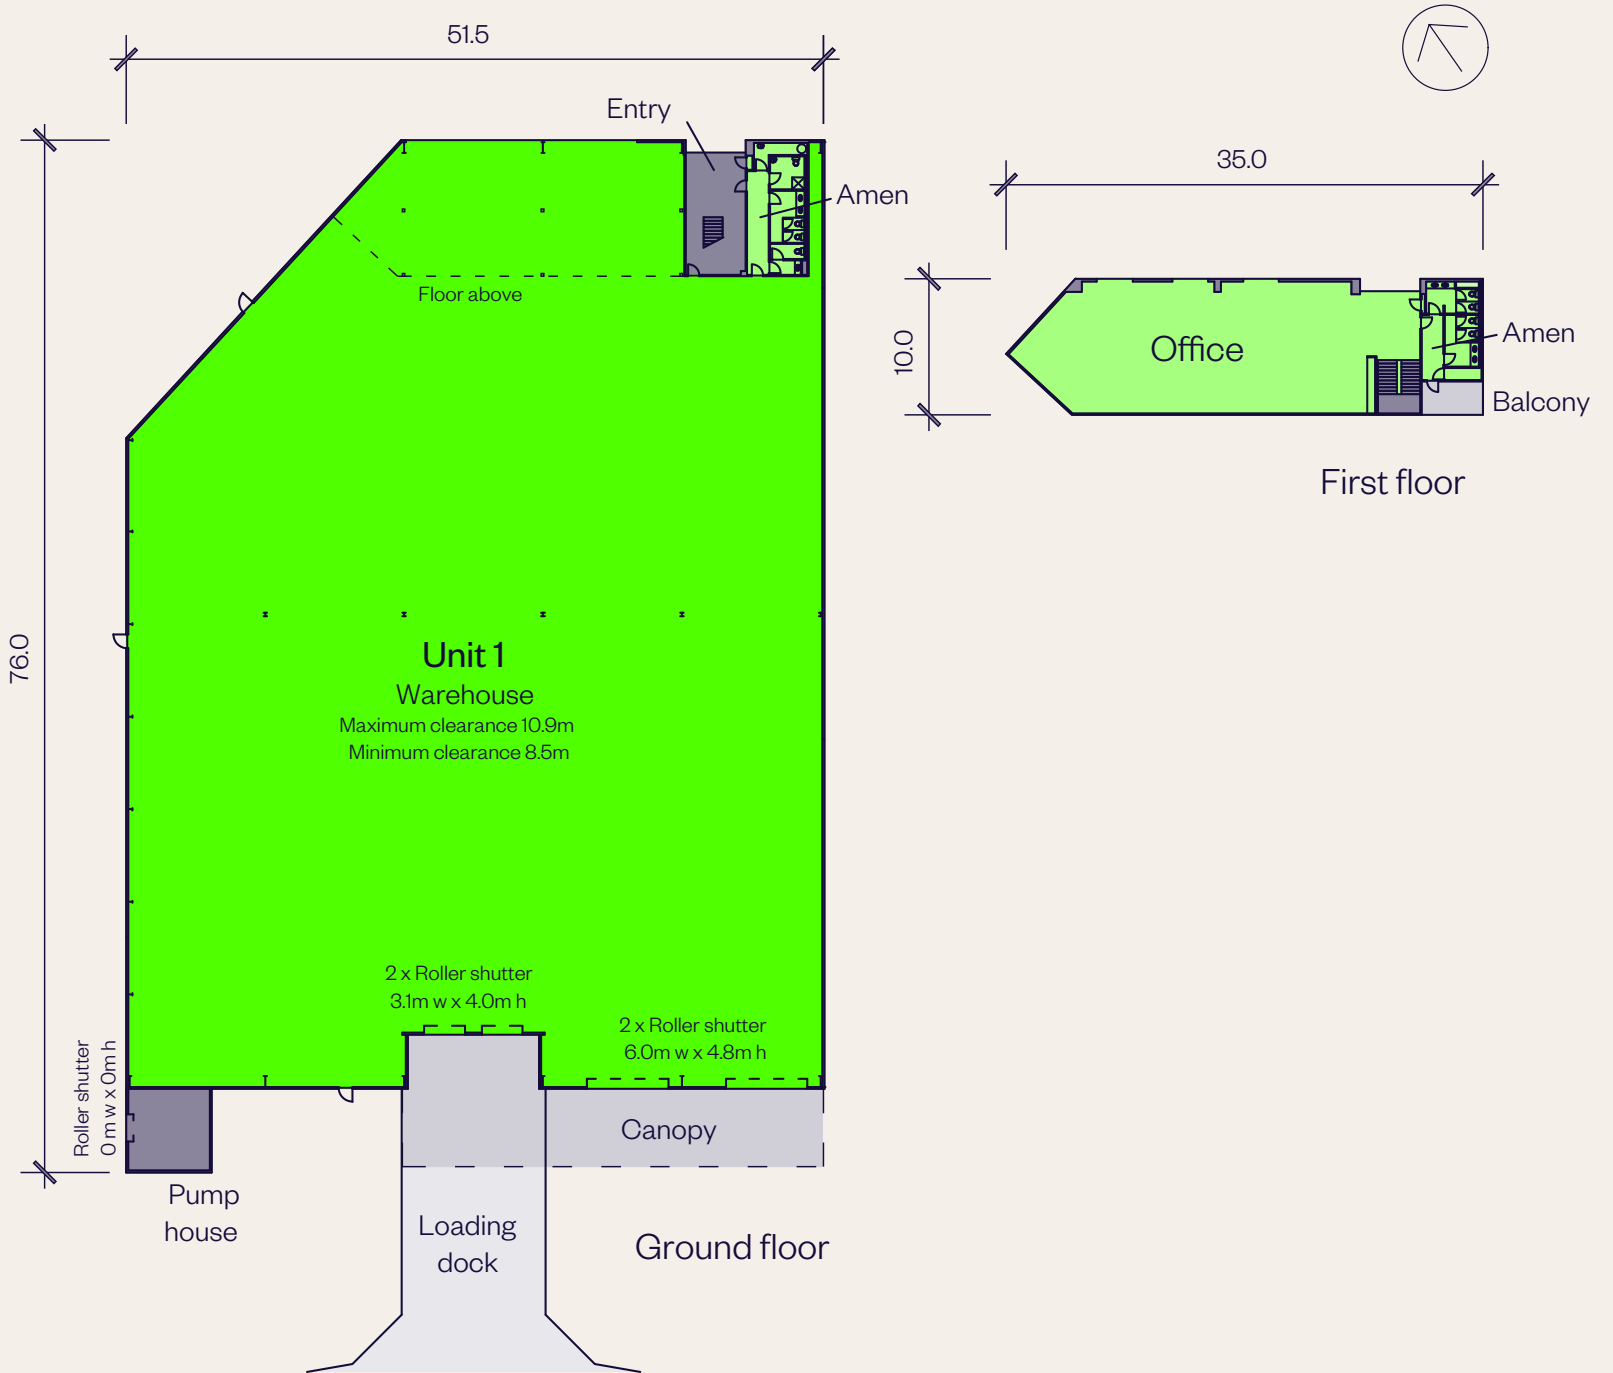 51.5
Entry
Amen
Floor above
76.0
Unit 1
Warehouse
Maximum clearance 10.9m
Minimum clearance 8.5m
2 x Roller shutter
3.1m w x 4.0m h
2 x Roller shutter
6.0m w x 4.8m h
Roller shutter
0 m w x 0m h
Canopy
Pump
house
Loading
dock
Ground floor
35.0
10.0
Office
Amen
Balcony
First floor